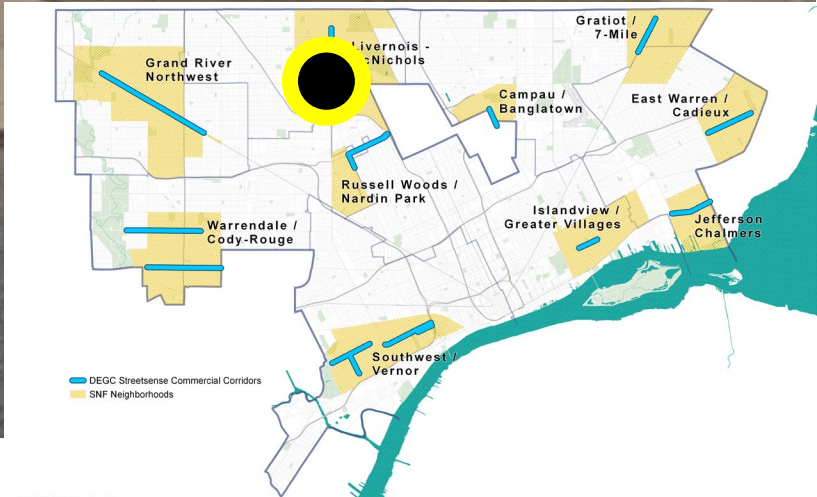 Gratiot /
7-Mile
Livernois -
cNichols
Grand River
Northwest
Campau /
Banglatown
East Warren /
Cadieux
Russell Woods /
Nardin Park
Islandview /
Greater Villages
Jefferson
Chalmers
Warrendale /
Cody-Rouge
Southwest /
Vernor
DEGC Streetsense Commercial Corridors
SNF Neighborhoods